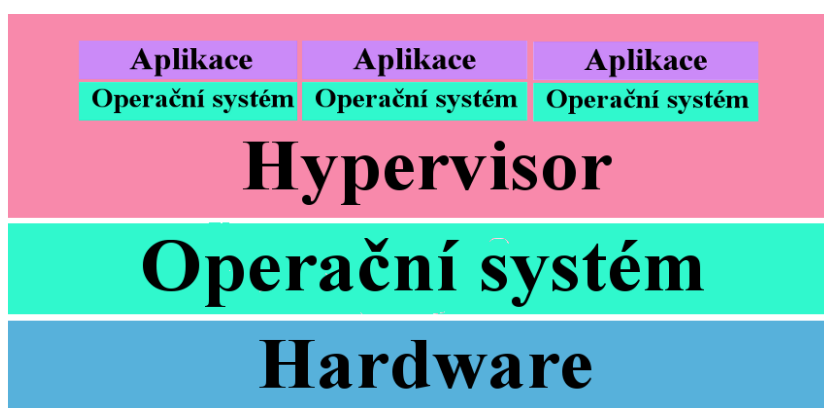 Aplikace Aplikace Aplikace
Operační systém Operační systém Operační systém
Hypervisor
Operační systém
Hardware